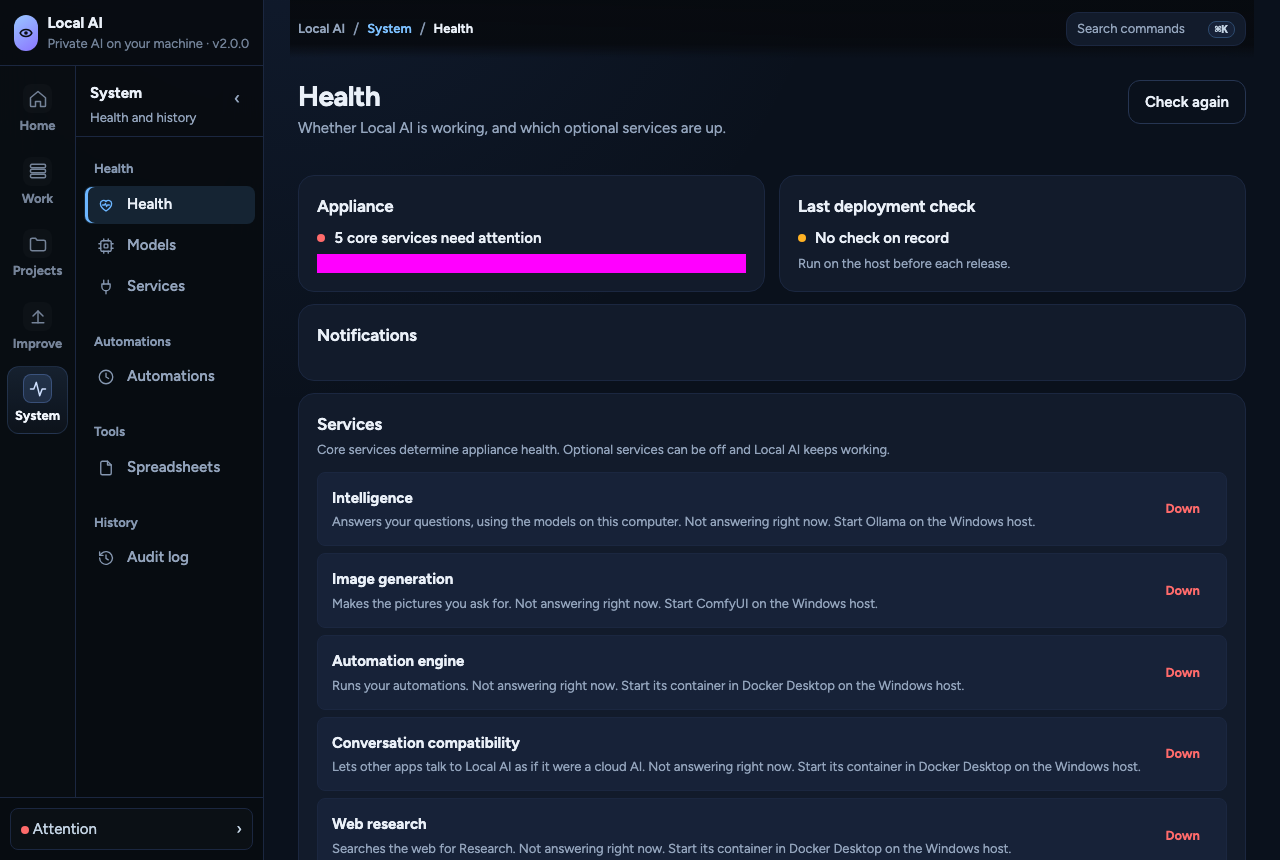 Local AI
Private AI on your machine · v2.0.0
Home
Work
Projects
Improve
System
System
Health and history
Health
Health
Models
Services
Automations
Automations
Tools
Spreadsheets
History
Audit log
Attention
Local AI / System / Health
Search commands ⌘K
Health
Whether Local AI is working, and which optional services are up.
Check again
Appliance
5 core services need attention
Last deployment check
No check on record
Run on the host before each release.
Notifications
Services
Core services determine appliance health. Optional services can be off and Local AI keeps working.
Intelligence
Answers your questions, using the models on this computer. Not answering right now. Start Ollama on the Windows host.
Down
Image generation
Makes the pictures you ask for. Not answering right now. Start ComfyUI on the Windows host.
Down
Automation engine
Runs your automations. Not answering right now. Start its container in Docker Desktop on the Windows host.
Down
Conversation compatibility
Lets other apps talk to Local AI as if it were a cloud AI. Not answering right now. Start its container in Docker Desktop on the Windows host.
Down
Web research
Searches the web for Research. Not answering right now. Start its container in Docker Desktop on the Windows host.
Down